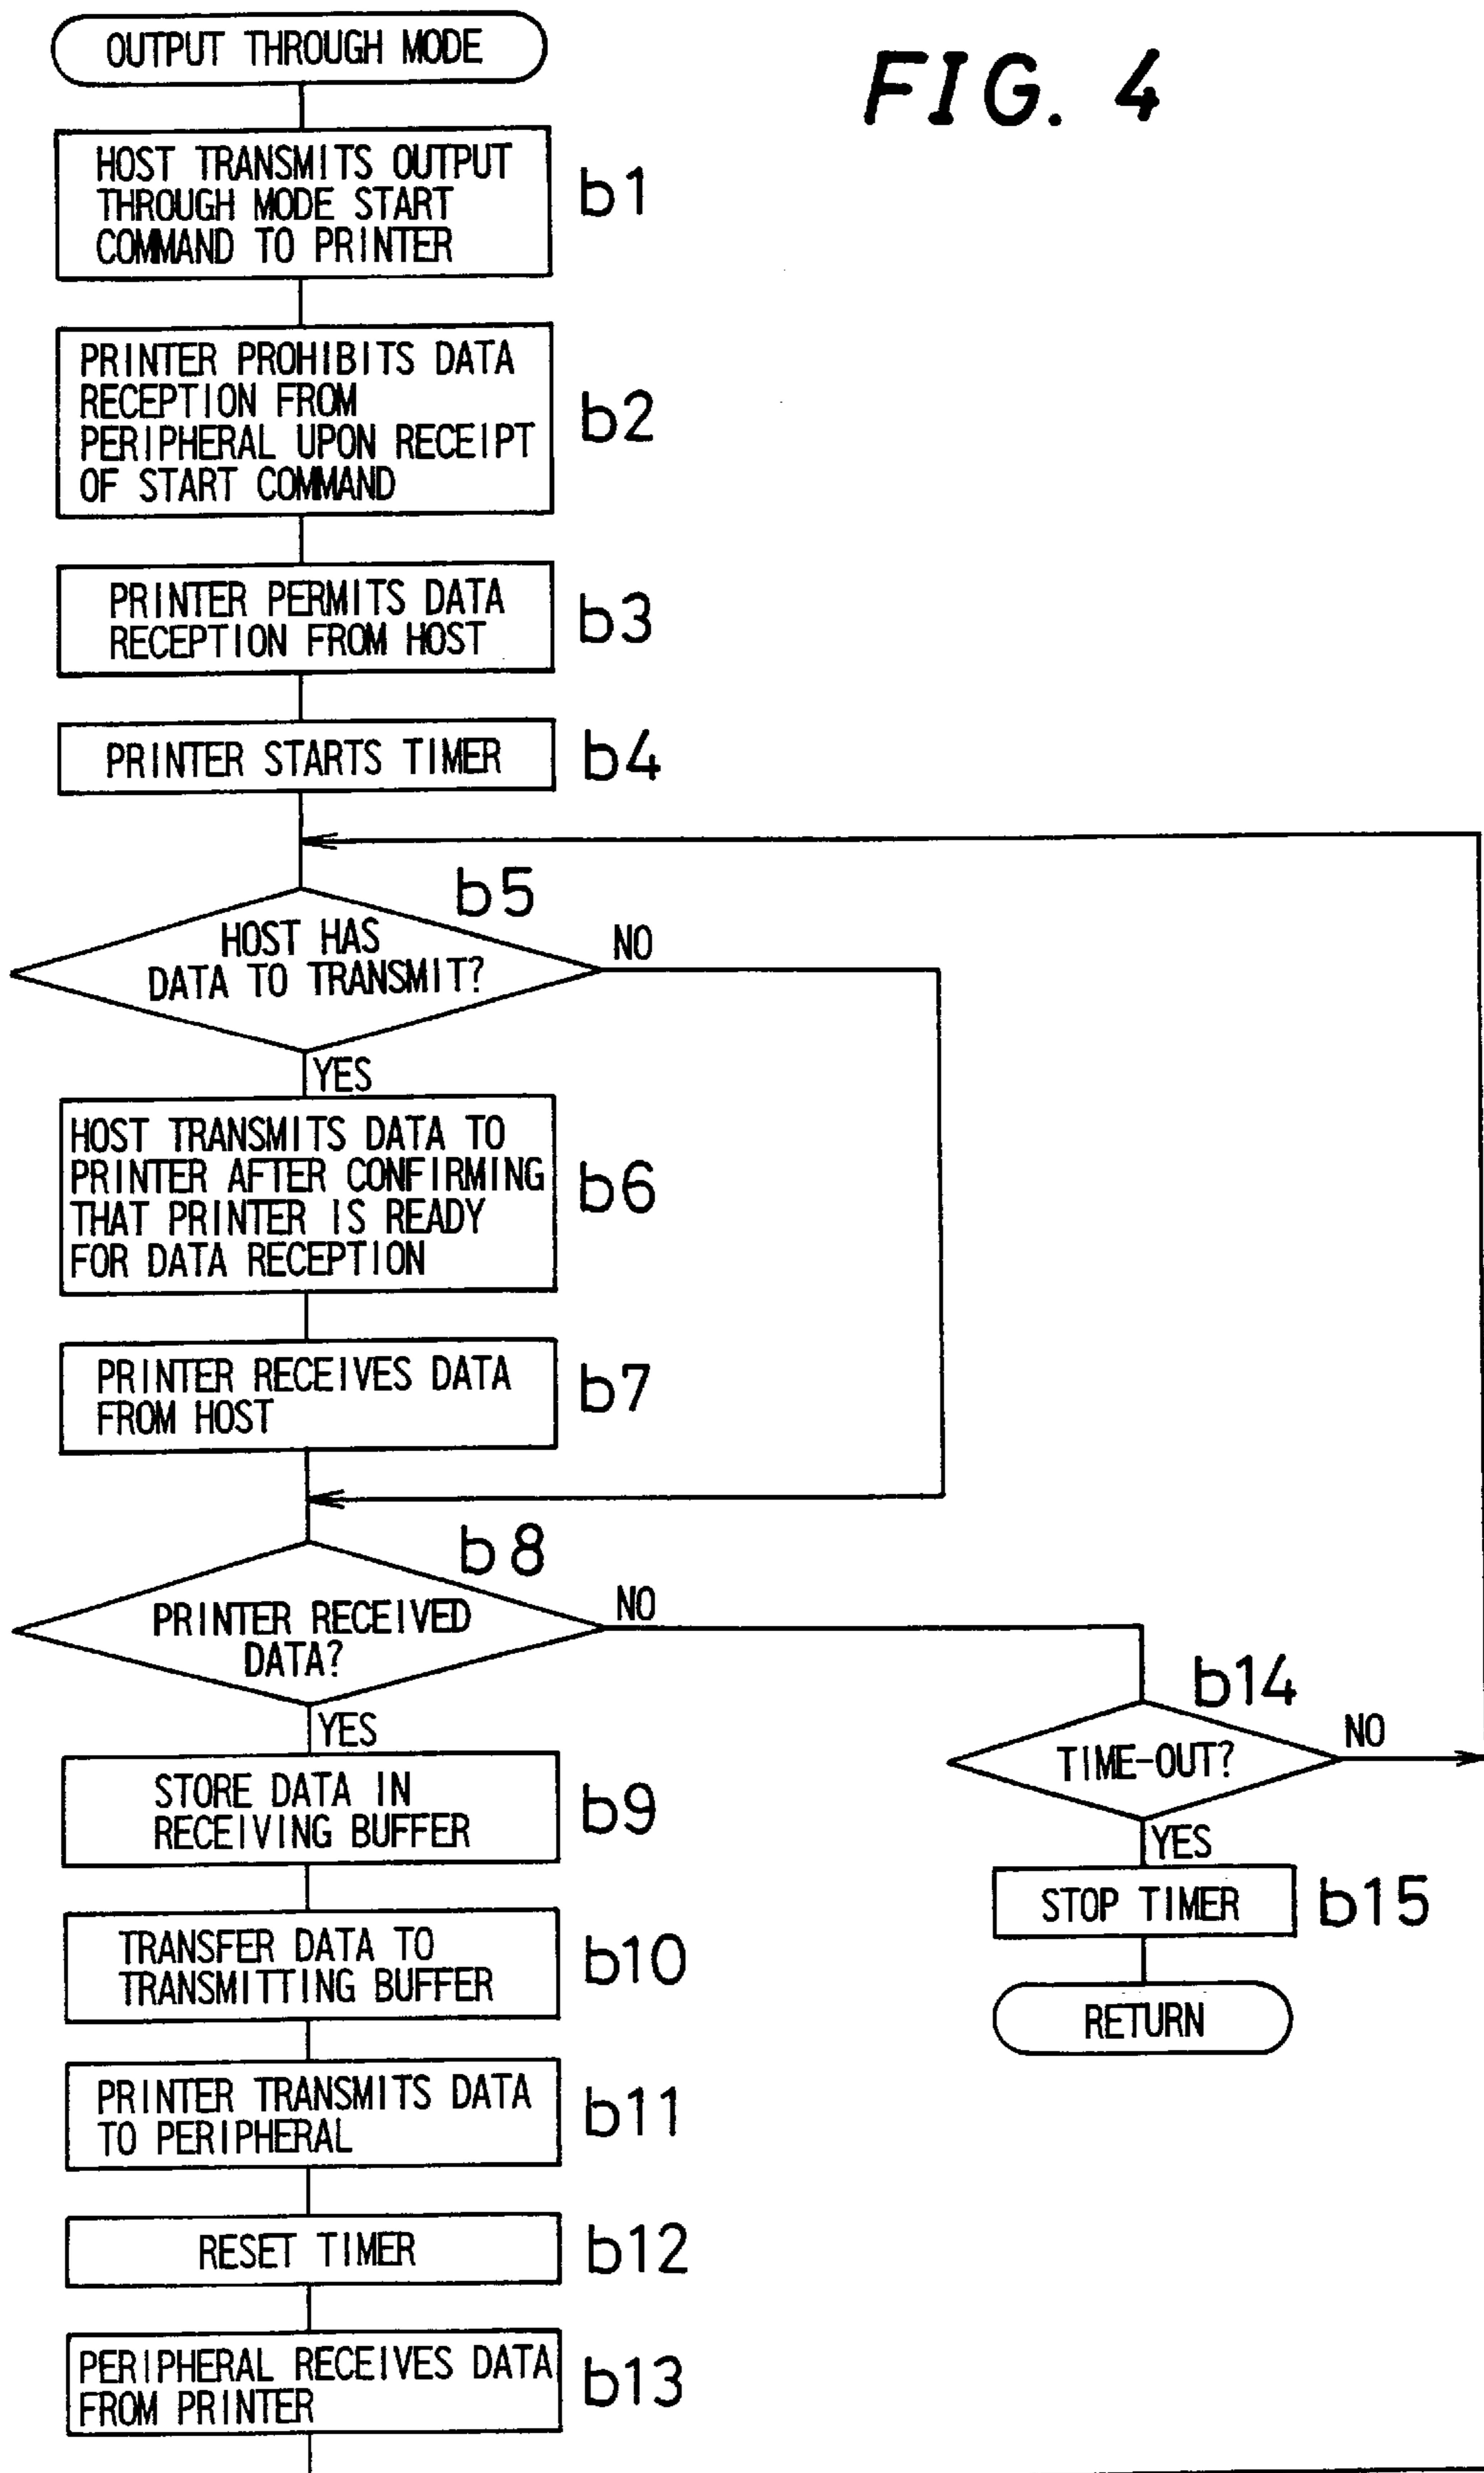 OUTPUT THROUGH MODE
FIG. 4
HOST TRANSMITS OUTPUT
THROUGH MODE START
COMMAND TO PRINTER
b1
PRINTER PROHIBITS DATA
RECEPTION FROM
PERIPHERAL UPON RECEIPT
OF START COMMAND
b2
PRINTER PERMITS DATA
RECEPTION FROM HOST
b3
PRINTER STARTS TIMER
b4
b5
HOST HAS
DATA TO TRANSMIT?
NO
YES
HOST TRANSMITS DATA TO
PRINTER AFTER CONFIRMING
THAT PRINTER IS READY
FOR DATA RECEPTION
b6
PRINTER RECEIVES DATA
FROM HOST
b7
b8
PRINTER RECEIVED
DATA?
NO
YES
b14
TIME-OUT?
NO
YES
STORE DATA IN
RECEIVING BUFFER
b9
STOP TIMER
b15
TRANSFER DATA TO
TRANSMITTING BUFFER
b10
RETURN
PRINTER TRANSMITS DATA
TO PERIPHERAL
b11
RESET TIMER
b12
PERIPHERAL RECEIVES DATA
FROM PRINTER
b13